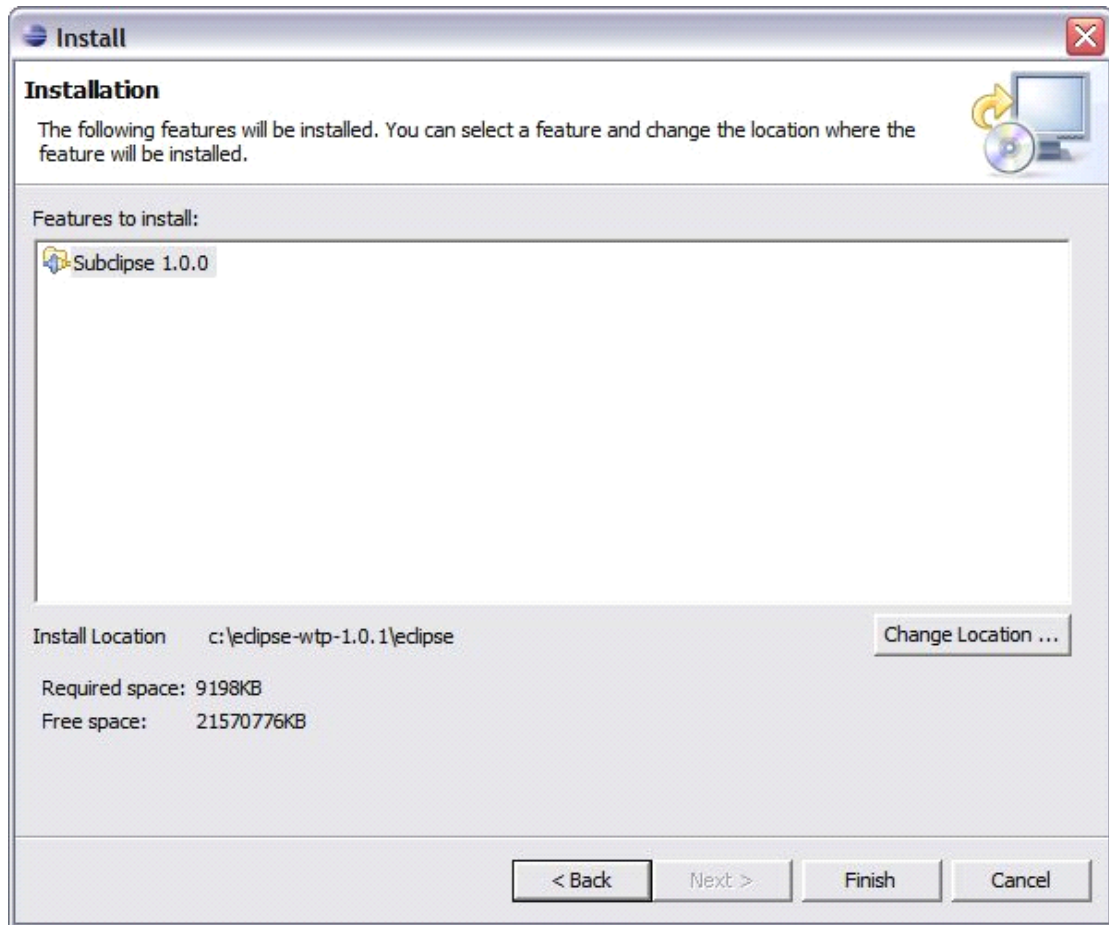 Install
Installation
The following features will be installed. You can select a feature and change the location where the
feature will be installed.
Features to install:
Subclipse 1.0.0
Install Location c:\eclipse-wtp-1.0.1\eclipse
Change Location ...
Required space: 9198KB
Free space: 21570776KB
< Back Next > Finish Cancel